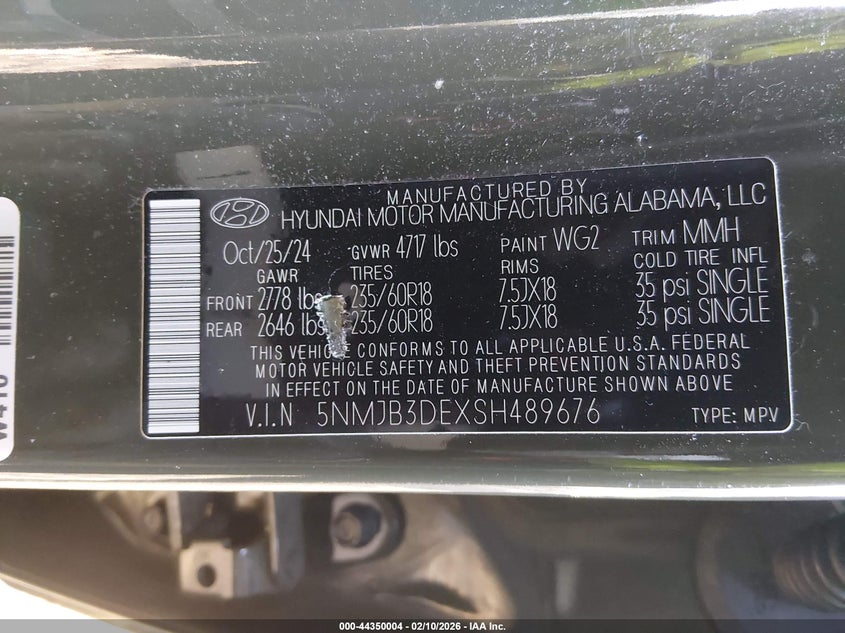 MANUFACTURED BY
HYUNDAI MOTOR MANUFACTURING ALABAMA, LLC
Oct/25/24 GVWR 4717 lbs PAINT WG2 TRIM MMH
GAWR TIRES RIMS COLD TIRE INFL
FRONT 2778 lbs 235/60R18 7.5JX18 35 psi SINGLE
REAR 2646 lbs 235/60R18 7.5JX18 35 psi SINGLE
THIS VEHICLE CONFORMS TO ALL APPLICABLE U.S.A. FEDERAL
MOTOR VEHICLE SAFETY AND THEFT PREVENTION STANDARDS
IN EFFECT ON THE DATE OF MANUFACTURE SHOWN ABOVE
V.I.N 5NMJB3DEXSH489676 TYPE: MPV
000-44350004 - 02/10/2026 - IAA Inc.